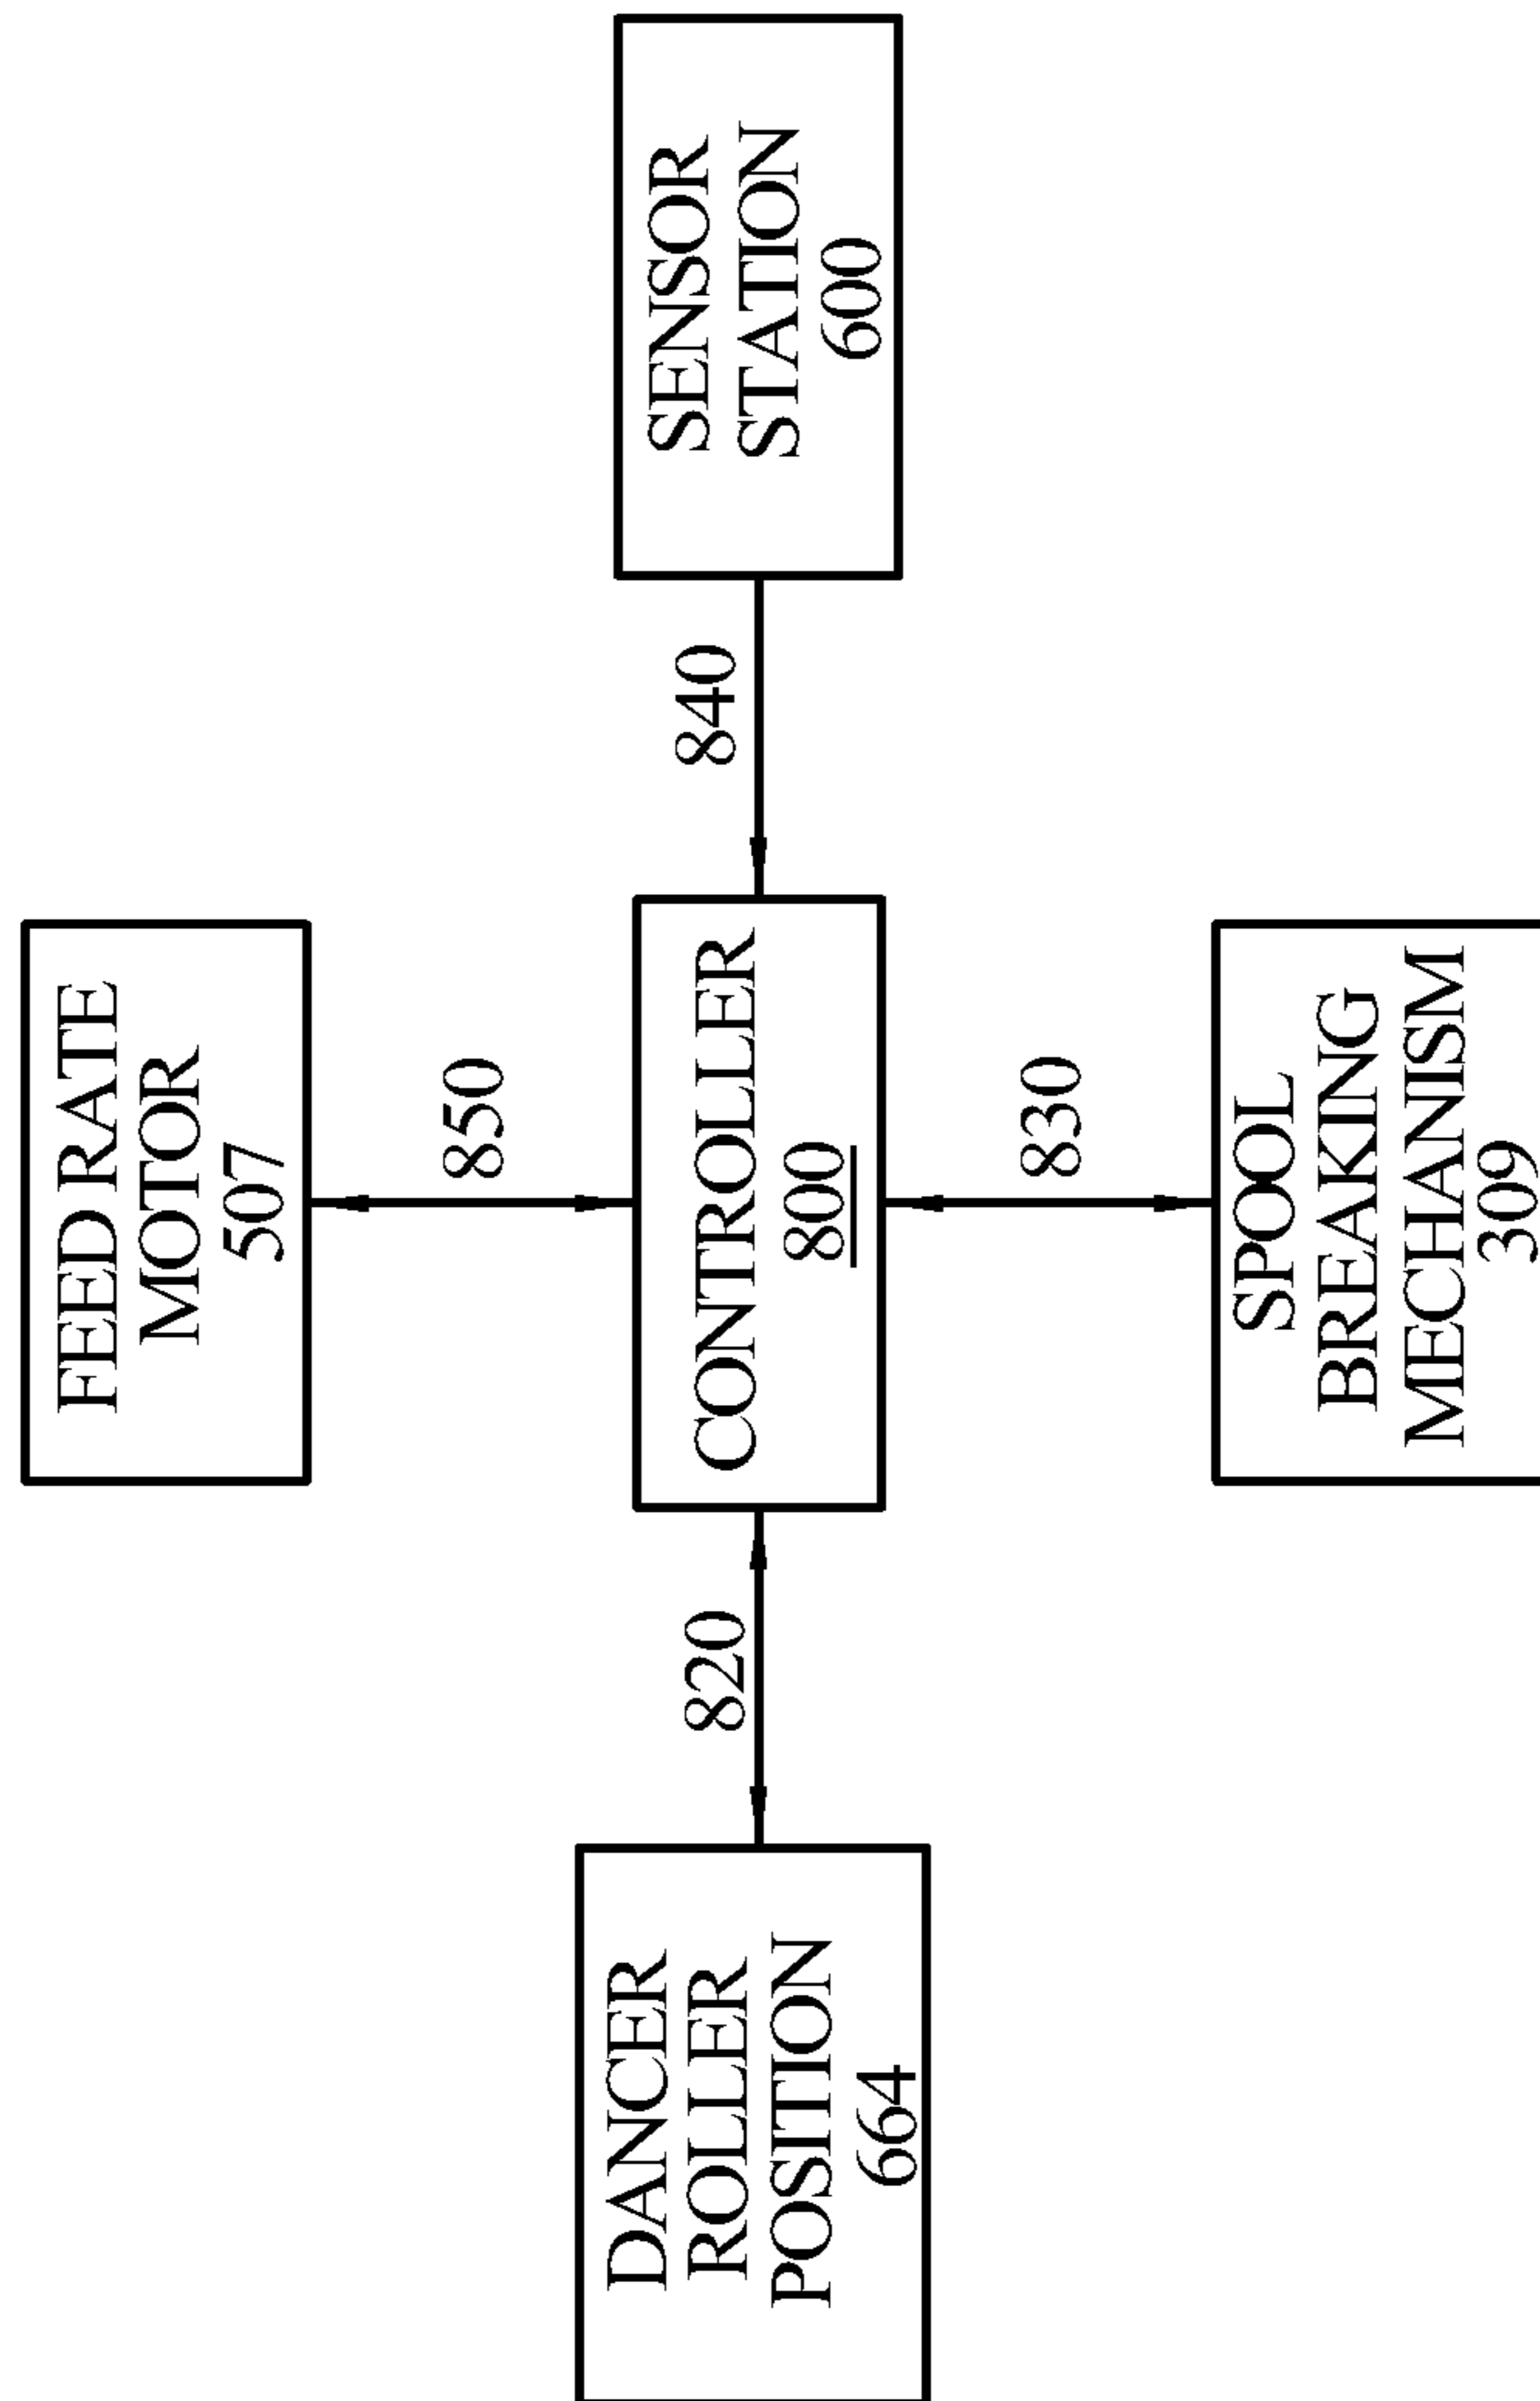 FEED RATE
MOTOR
507
850
DANCER
ROLLER
POSITION
664
820
CONTROLLER
800
840
SENSOR
STATION
600
830
SPOOL
BREAKING
MECHANISM
309